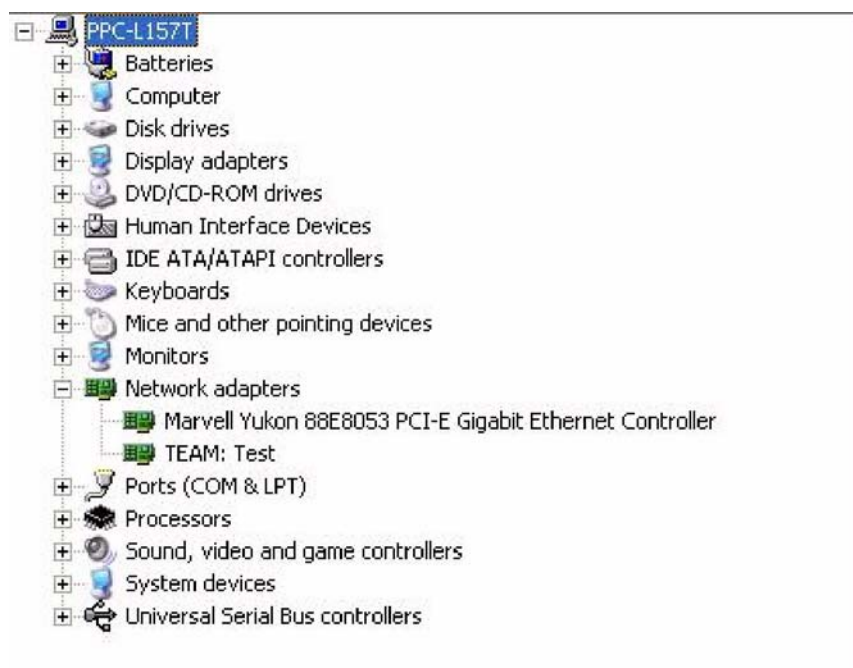 PPC-L157T
Batteries
Computer
Disk drives
Display adapters
DVD/CD-ROM drives
Human Interface Devices
IDE ATA/ATAPI controllers
Keyboards
Mice and other pointing devices
Monitors
Network adapters
Marvell Yukon 88E8053 PCI-E Gigabit Ethernet Controller
TEAM: Test
Ports (COM & LPT)
Processors
Sound, video and game controllers
System devices
Universal Serial Bus controllers